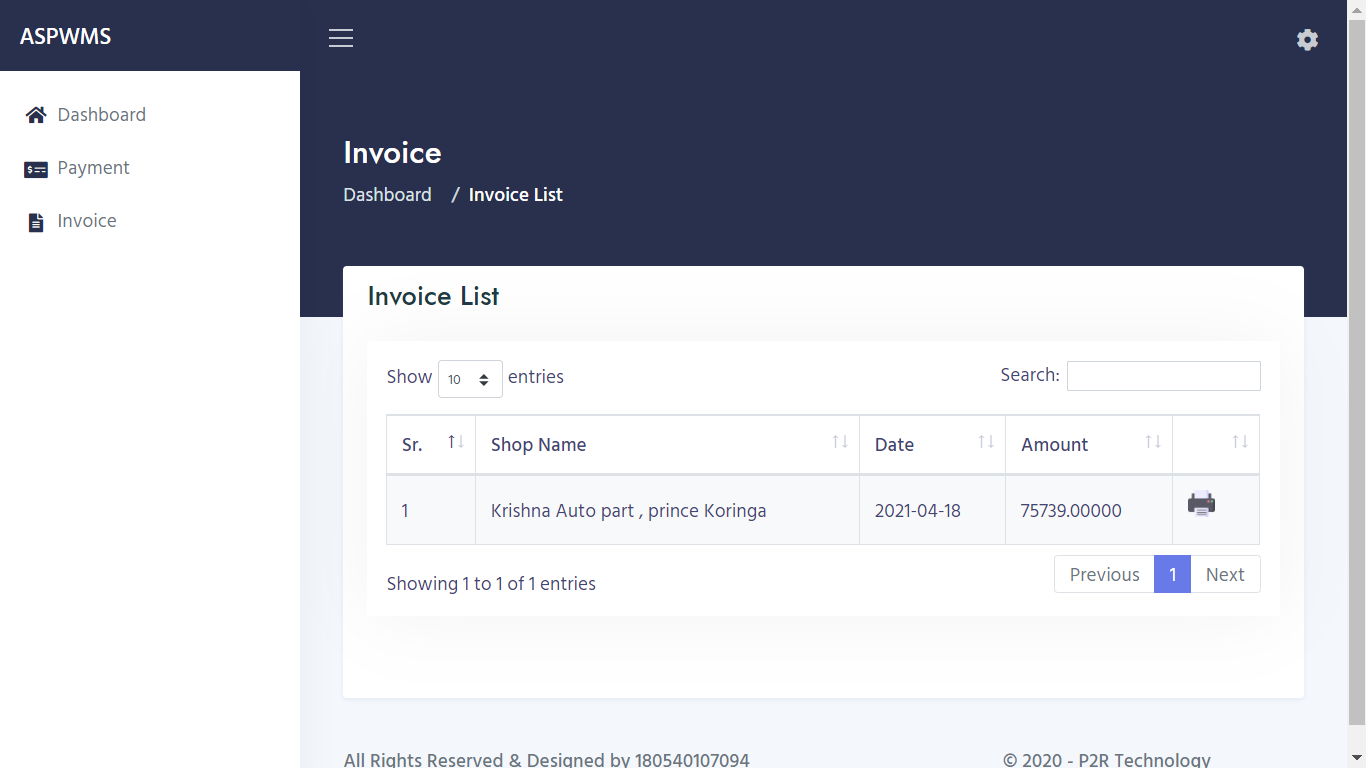 ASPWMS
Dashboard
Payment
Invoice
Invoice
Dashboard / Invoice List
Invoice List
Show 10 entries Search:
Sr. Shop Name Date Amount
1 Krishna Auto part , prince Koringa 2021-04-18 75739.00000
Showing 1 to 1 of 1 entries Previous 1 Next
All Rights Reserved & Designed by 180540107094 © 2020 - P2R Technology